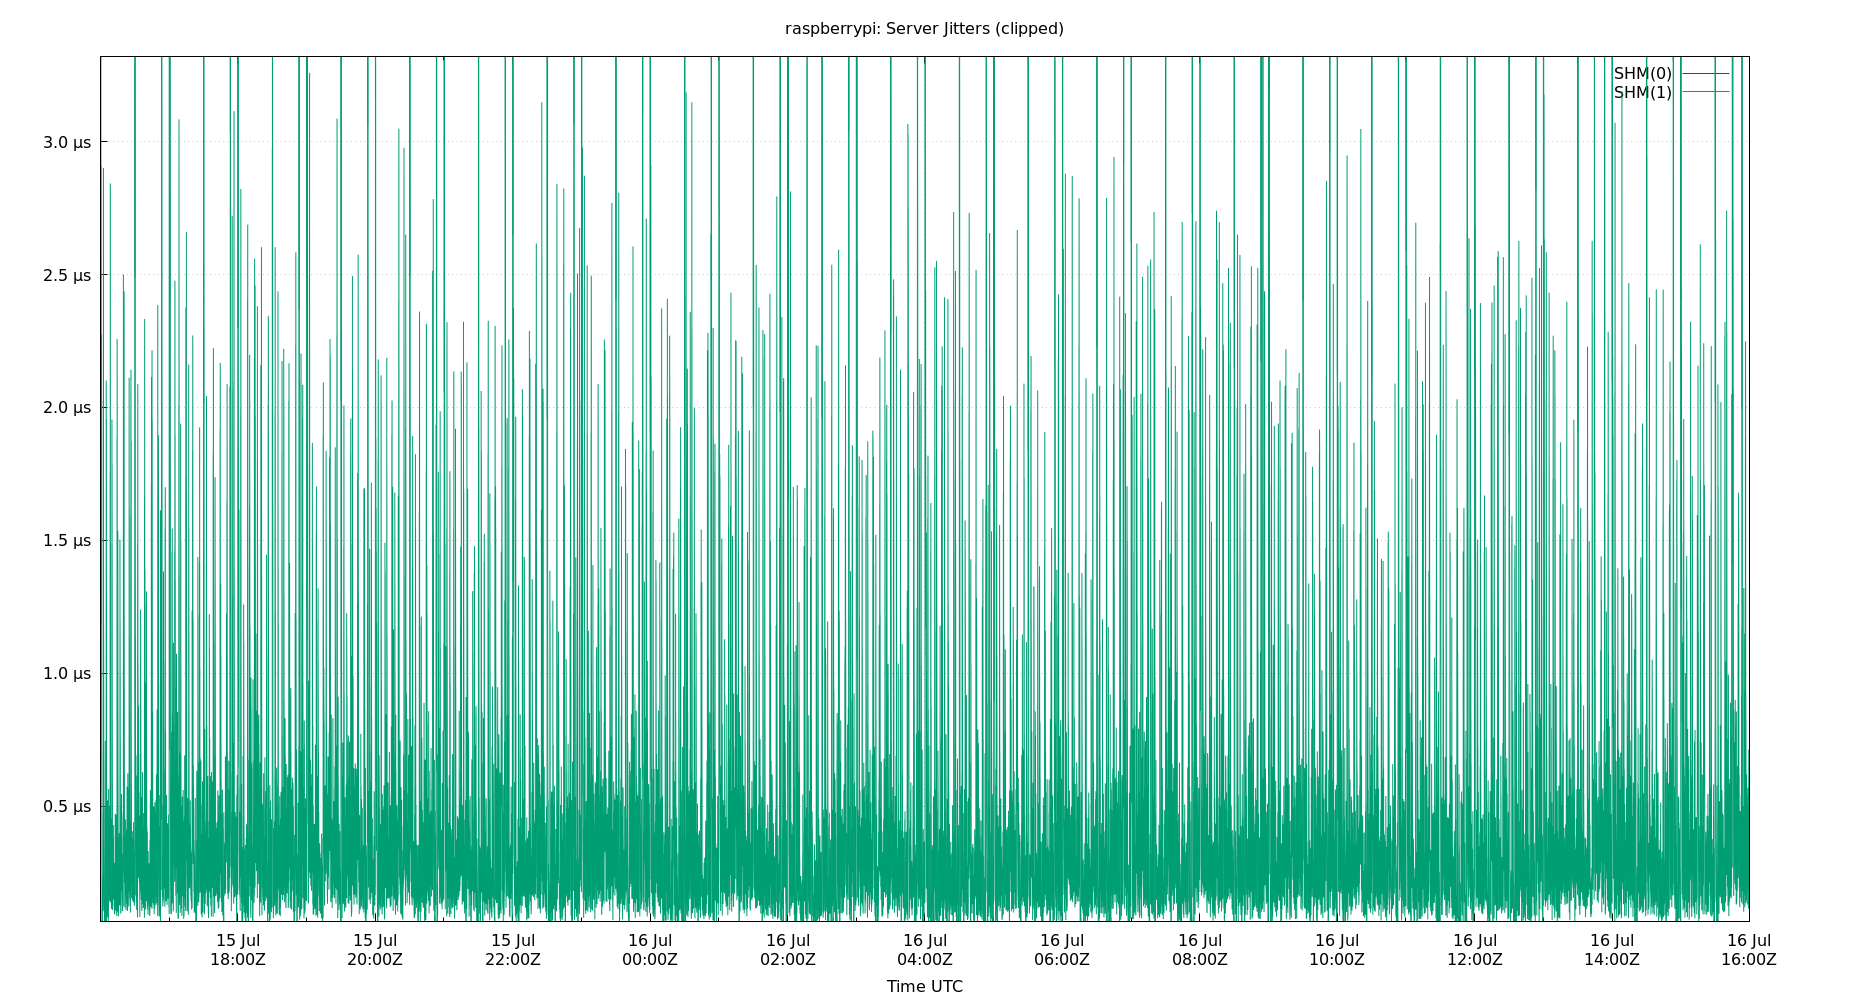 raspberrypi: Server Jitters (clipped)
SHM(0)
SHM(1)
3.0 µs
2.5 µs
2.0 µs
1.5 µs
1.0 µs
0.5 µs
15 Jul 15 Jul 15 Jul 16 Jul 16 Jul 16 Jul 16 Jul 16 Jul 16 Jul 16 Jul 16 Jul 16 Jul
18:00Z 20:00Z 22:00Z 00:00Z 02:00Z 04:00Z 06:00Z 08:00Z 10:00Z 12:00Z 14:00Z 16:00Z
Time UTC